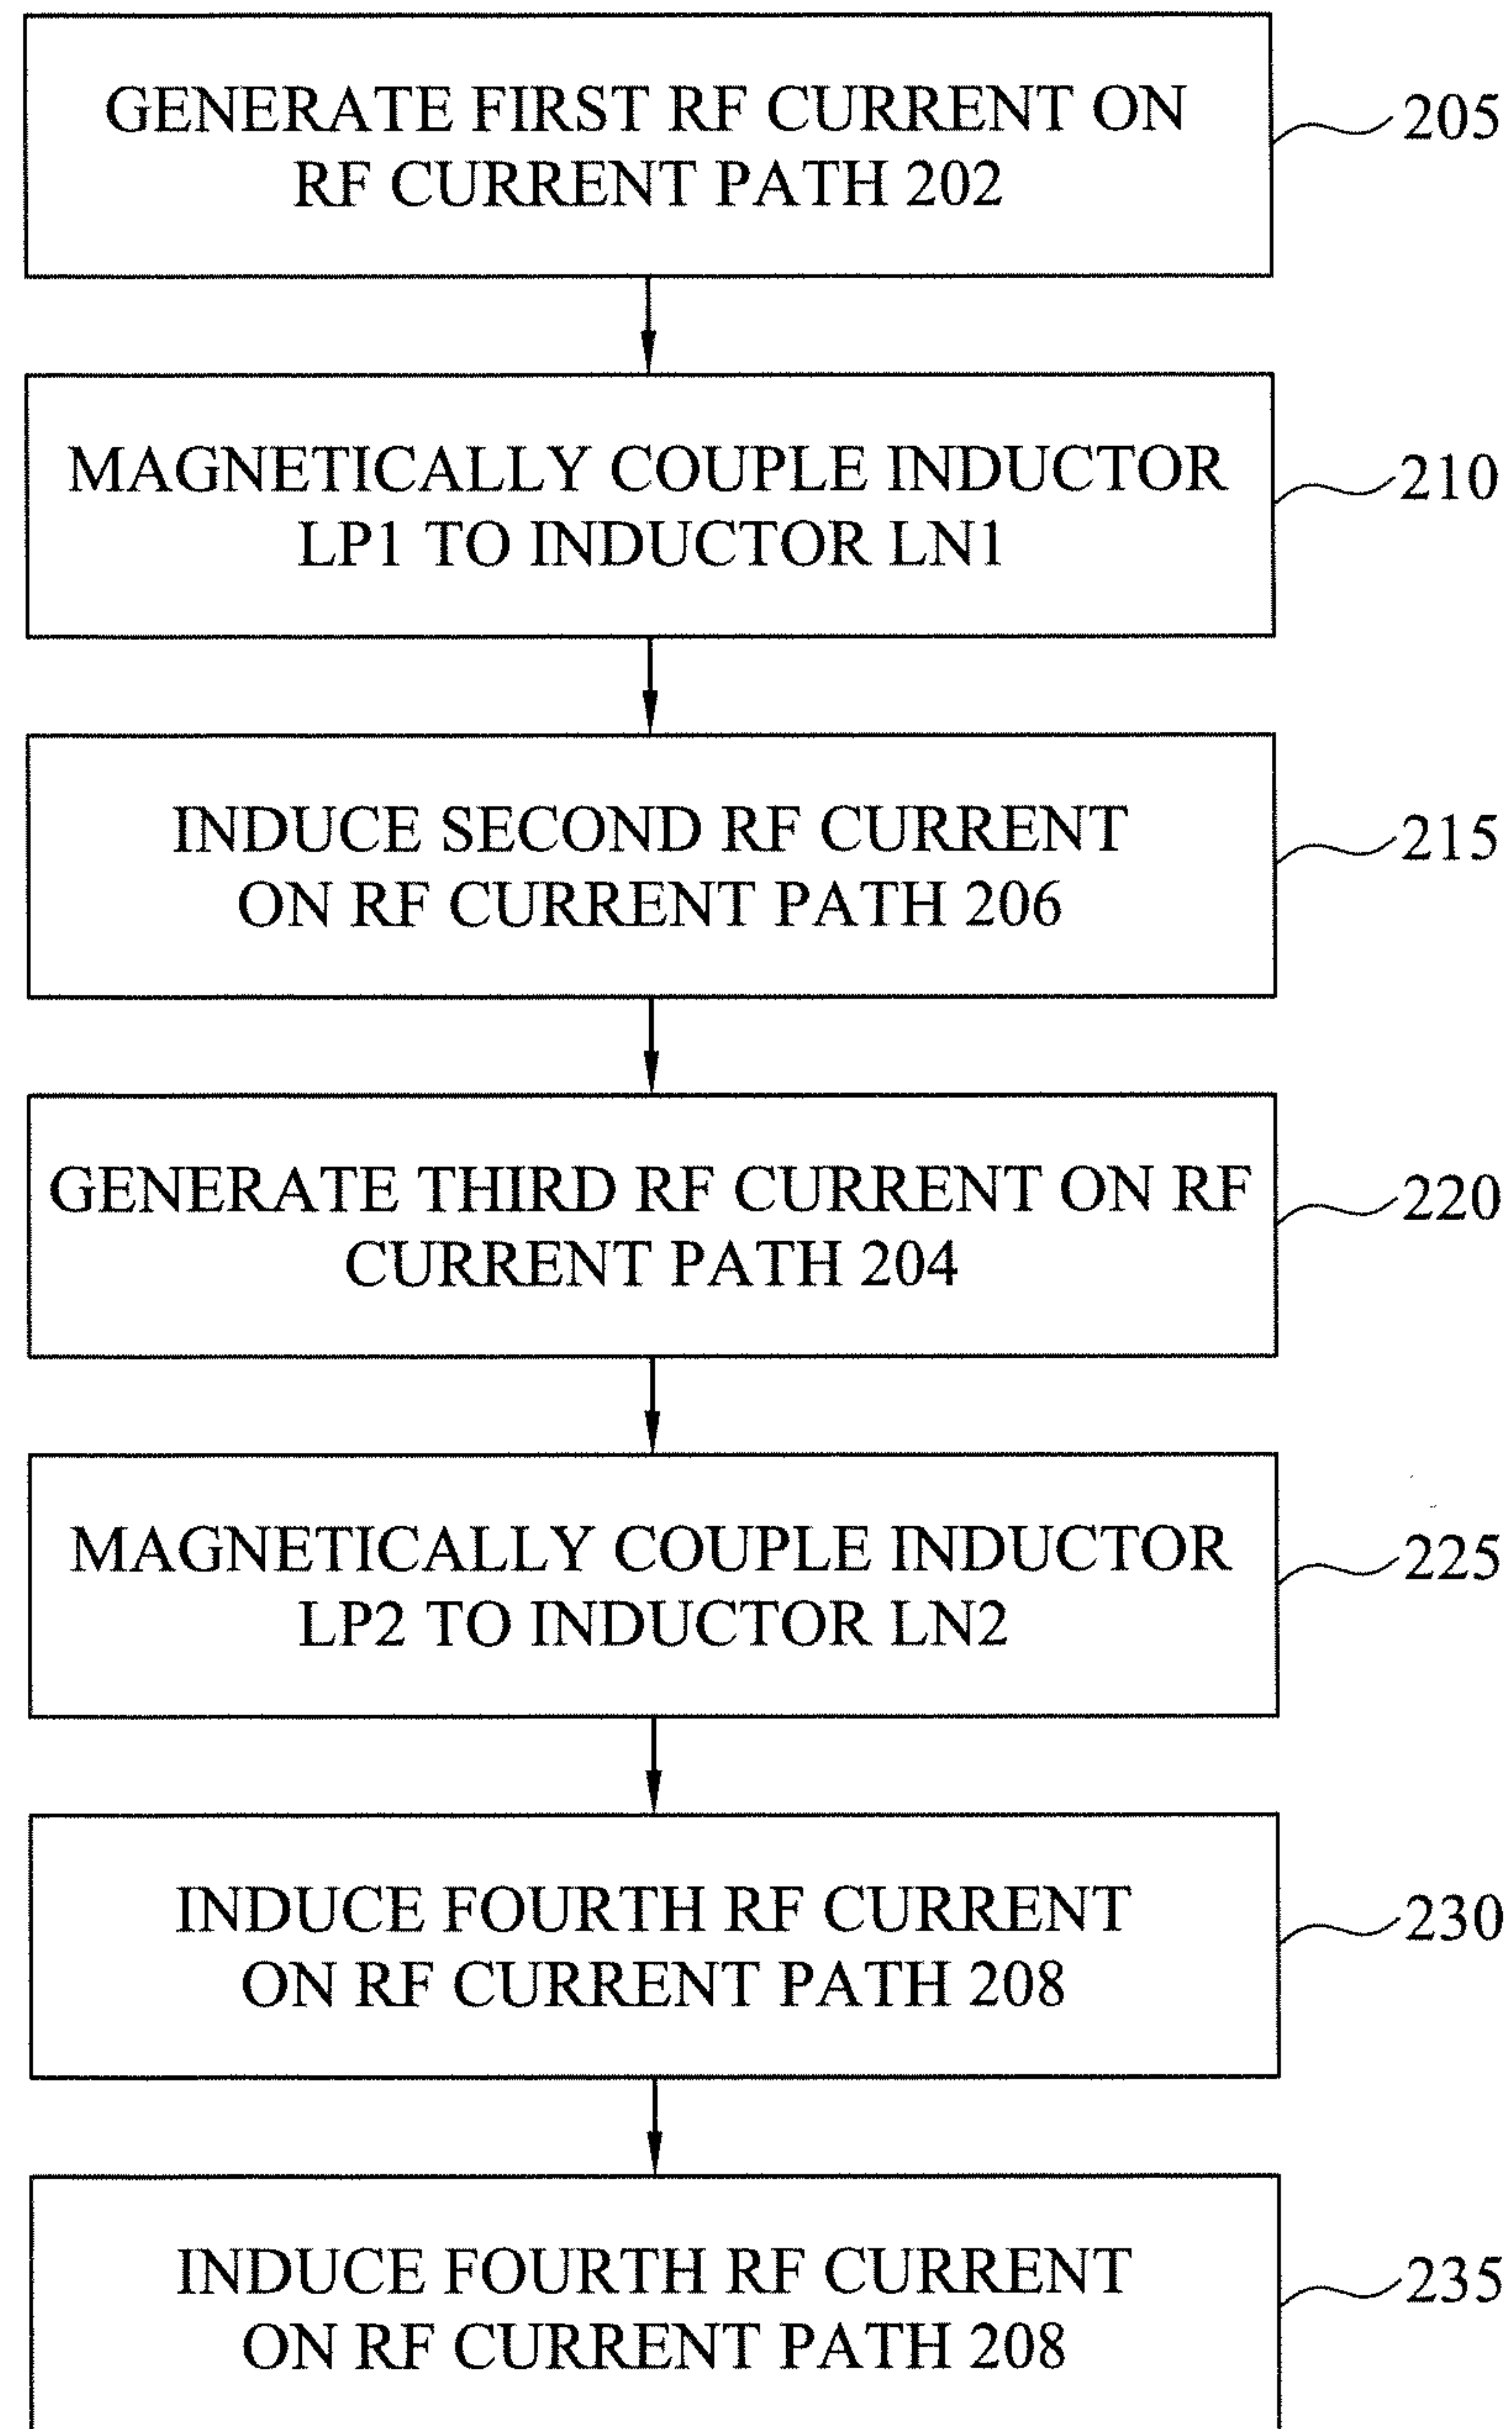 GENERATE FIRST RF CURRENT ON
RF CURRENT PATH 202
205
MAGNETICALLY COUPLE INDUCTOR
LP1 TO INDUCTOR LN1
210
INDUCE SECOND RF CURRENT
ON RF CURRENT PATH 206
215
GENERATE THIRD RF CURRENT ON RF
CURRENT PATH 204
220
MAGNETICALLY COUPLE INDUCTOR
LP2 TO INDUCTOR LN2
225
INDUCE FOURTH RF CURRENT
ON RF CURRENT PATH 208
230
INDUCE FOURTH RF CURRENT
ON RF CURRENT PATH 208
235